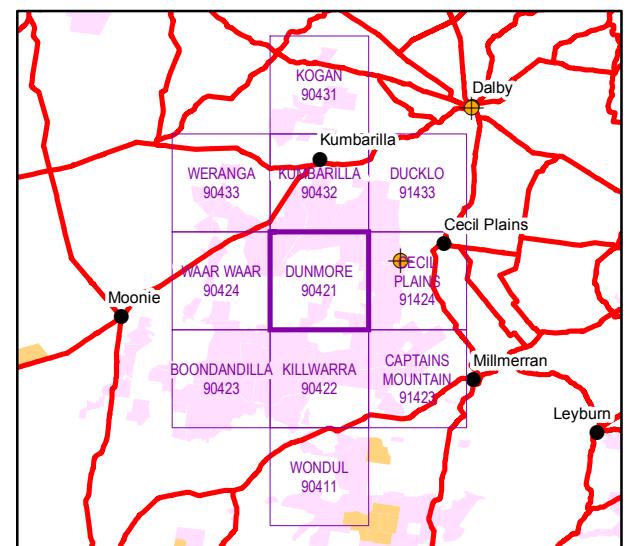 KOGAN
90431
Dalby
Kumbarilla
WERANGA
90433
KUMBARILLA
90432
DUCKLO
91433
Cecil Plains
WAAR WAAR
90424
DUNMORE
90421
CECIL
PLAINS
91424
Moonie
BOONDANDILLA
90423
KILLWARRA
90422
CAPTAINS
MOUNTAIN
91423
Millmerran
Leyburn
WONDUL
90411